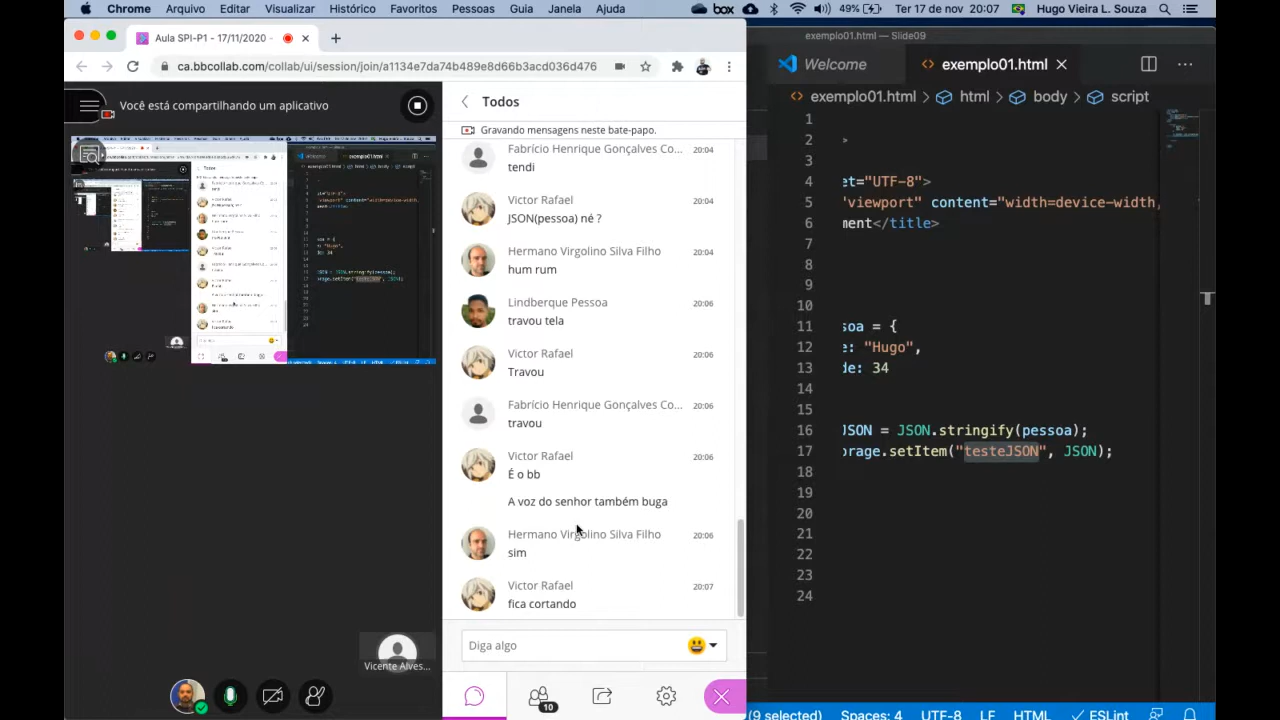 Chrome Arquivo Editar Visualizar Histórico Favoritos Pessoas Guia Janela Ajuda box 49% Ter 17 de nov 20:07 Hugo Vieira L. Souza
Aula SPI-P1 - 17/11/2020 -
ca.bbcollab.com/collab/ui/session/join/a1134e7da74b489e8d66b3acd036d476
Você está compartilhando um aplicativo
Vicente Alves...
Todos
Gravando mensagens neste bate-papo.
Fabrício Henrique Gonçalves Co... 20:04
endi
Victor Rafael 20:04
JSON(pessoa) né ?
Hermano Virgolino Silva Filho 20:04
hum rum
Lindberque Pessoa 20:06
travou tela
Victor Rafael 20:06
Travou
Fabrício Henrique Gonçalves Co... 20:06
travou
Victor Rafael 20:06
É o bb
A voz do senhor também buga
Hermano Virgolino Silva Filho 20:06
sim
Victor Rafael 20:07
fica cortando
Diga algo
10
exemplo01.html — Slide09
Welcome
exemplo01.html
exemplo01.html > html > body > script
1
2 >
3
4 et="UTF-8">
5 "viewport" content="width=device-width,
6 ment</title>
7
8
9
10
11 soa = {
12 e: "Hugo",
13 de: 34
14
15
16 JSON = JSON.stringify(pessoa);
17 orage.setItem("testeJSON", JSON);
18
19
20
21
22
23
24
(9 selected) Spaces: 4 UTF-8 LF HTML ESLint